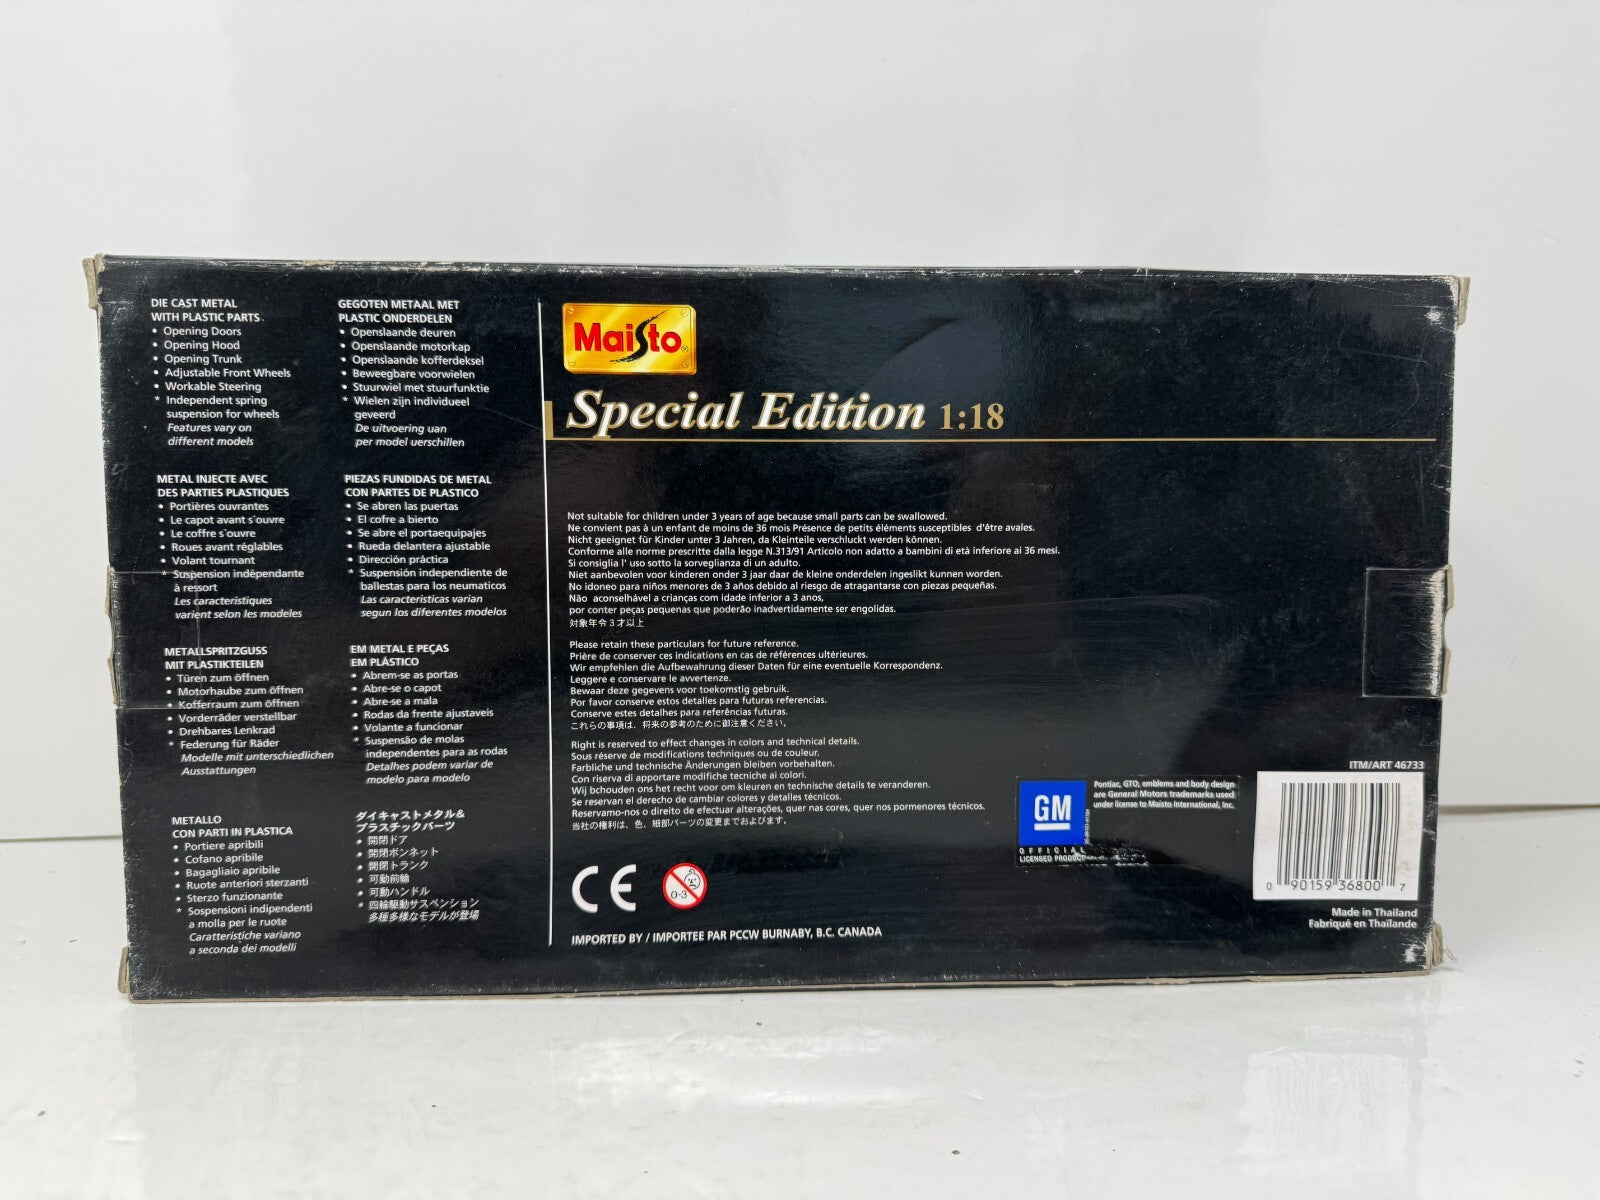 DIE CAST METAL
WITH PLASTIC PARTS
• Opening Doors
• Opening Hood
• Opening Trunk
• Adjustable Front Wheels
• Workable Steering
* Independent spring
suspension for wheels
Features vary on
different models
METAL INJECTE AVEC
DES PARTIES PLASTIQUES
• Portières ouvrantes
• Le capot avant s'ouvre
• Le coffre s'ouvre
• Roues avant réglables
• Volant tournant
* Suspension indépendante
à ressort
Les caractéristiques
varient selon les modeles
METALLSPRITZGUSS
MIT PLASTIKTEILEN
• Türen zum öffnen
• Motorhaube zum öffnen
• Kofferraum zum öffnen
• Vorderräder verstellbar
• Drehbares Lenkrad
* Federung für Räder
Modelle mit unterschiedlichen
Ausstattungen
METALLO
CON PARTI IN PLASTICA
• Portiere apribili
• Cofano apribile
• Bagagliaio apribile
• Ruote anteriori sterzanti
• Sterzo funzionante
* Sospensioni indipendenti
a molla per le ruote
Caratteristiche variano
a seconda dei modelli
GEGOTEN METAAL MET
PLASTIC ONDERDELEN
• Openslaande deuren
• Openslaande motorkap
• Openslaande kofferdeksel
• Beweegbare voorwielen
• Stuurwiel met stuurfunktie
* Wielen zijn individueel
geveerd
De uitvoering uan
per model uerschillen
PIEZAS FUNDIDAS DE METAL
CON PARTES DE PLASTICO
• Se abren las puertas
• El cofre a bierto
• Se abre el portaequipajes
• Rueda delantera ajustable
• Dirección práctica
* Suspensión independiente de
ballestas para los neumaticos
Las caracteristicas varian
segun los diferentes modelos
EM METAL E PEÇAS
EM PLÁSTICO
• Abrem-se as portas
• Abre-se o capot
• Abre-se a mala
• Rodas da frente ajustaveis
• Volante a funcionar
* Suspensão de molas
independentes para as rodas
Detalhes podem variar de
modelo para modelo
ダイキャストメタル&
プラスチックパーツ
• 開閉ドア
• 開閉ボンネット
• 開閉トランク
• 可動前輪
• 可動ハンドル
* 四輪駆動サスペンション
多種多様なモデルが登場
Maisto®
Special Edition 1:18
Not suitable for children under 3 years of age because small parts can be swallowed.
Ne convient pas à un enfant de moins de 36 mois Présence de petits éléments susceptibles d'être avales.
Nicht geeignet für Kinder unter 3 Jahren, da Kleinteile verschluckt werden können.
Conforme alle norme prescritte dalla legge N.313/91 Articolo non adatto a bambini di età inferiore ai 36 mesi.
Si consiglia l' uso sotto la sorveglianza di un adulto.
Niet aanbevolen voor kinderen onder 3 jaar daar de kleine onderdelen ingeslikt kunnen worden.
No idoneo para niños menores de 3 años debido al riesgo de atragantarse con piezas pequeñas.
Não aconselhável a crianças com idade inferior a 3 anos,
por conter peças pequenas que poderão inadvertidamente ser engolidas.
対象年令3才以上
Please retain these particulars for future reference.
Prière de conserver ces indications en cas de références ultérieures.
Wir empfehlen die Aufbewahrung dieser Daten für eine eventuelle Korrespondenz.
Leggere e conservare le avvertenze.
Bewaar deze gegevens voor toekomstig gebruik.
Por favor conserve estos detalles para futuras referencias.
Conserve estes detalhes para referências futuras.
これらの事項は、将来の参考のために御注意ください。
Right is reserved to effect changes in colors and technical details.
Sous réserve de modifications techniques ou de couleur.
Farbliche und technische Änderungen bleiben vorbehalten.
Con riserva di apportare modifiche tecniche ai colori.
Wij bchouden ons het recht voor om kleuren en technische details te veranderen.
Se reservan el derecho de cambiar colores y detalles técnicos.
Reservamo-nos o direito de efectuar alterações, quer nas cores, quer nos pormenores técnicos.
当社の権利は、色、細部パーツの変更までおよびます。
CE
0-3
IMPORTED BY / IMPORTEE PAR PCCW BURNABY, B.C. CANADA
GM
OFFICIAL
LICENSED PRODUCT
Pontiac, GTO, emblems and body design
are General Motors trademarks used
under license to Maisto International, Inc.
ITM/ART 46733
0 90159 36800 7
Made in Thailand
Fabriqué en Thaïlande